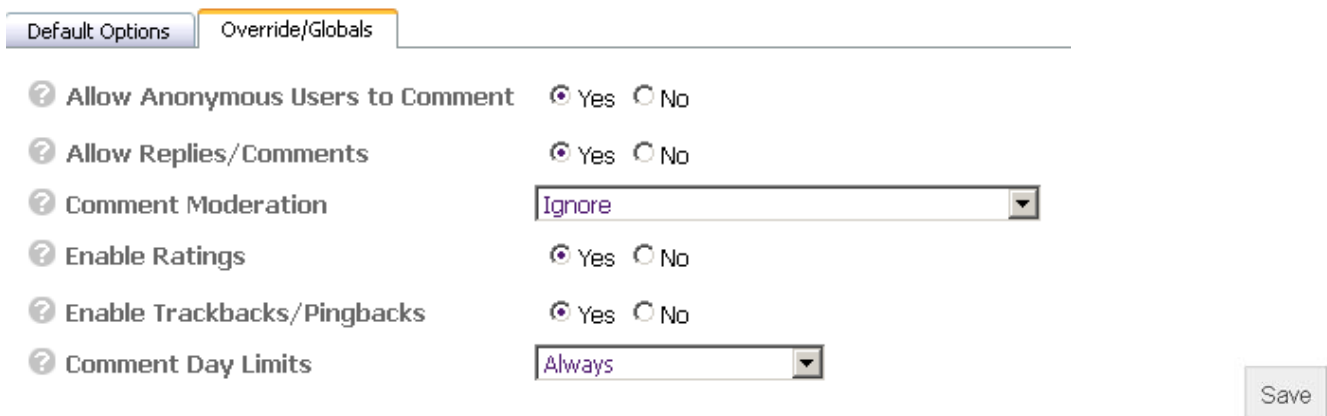 Default Options Override/Globals
? Allow Anonymous Users to Comment Yes No
? Allow Replies/Comments Yes No
? Comment Moderation Ignore
? Enable Ratings Yes No
? Enable Trackbacks/Pingbacks Yes No
? Comment Day Limits Always
Save